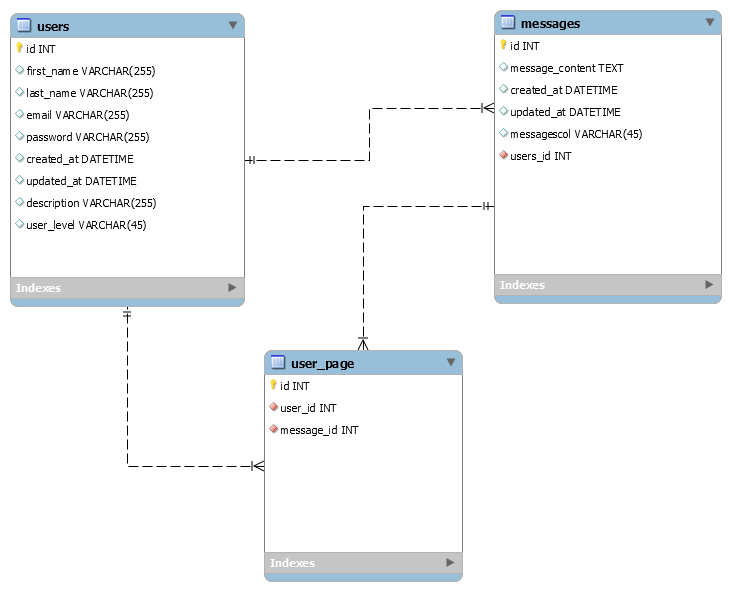 users
id INT
first_name VARCHAR(255)
last_name VARCHAR(255)
email VARCHAR(255)
password VARCHAR(255)
created_at DATETIME
updated_at DATETIME
description VARCHAR(255)
user_level VARCHAR(45)
Indexes
messages
id INT
message_content TEXT
created_at DATETIME
updated_at DATETIME
messagescol VARCHAR(45)
users_id INT
Indexes
user_page
id INT
user_id INT
message_id INT
Indexes